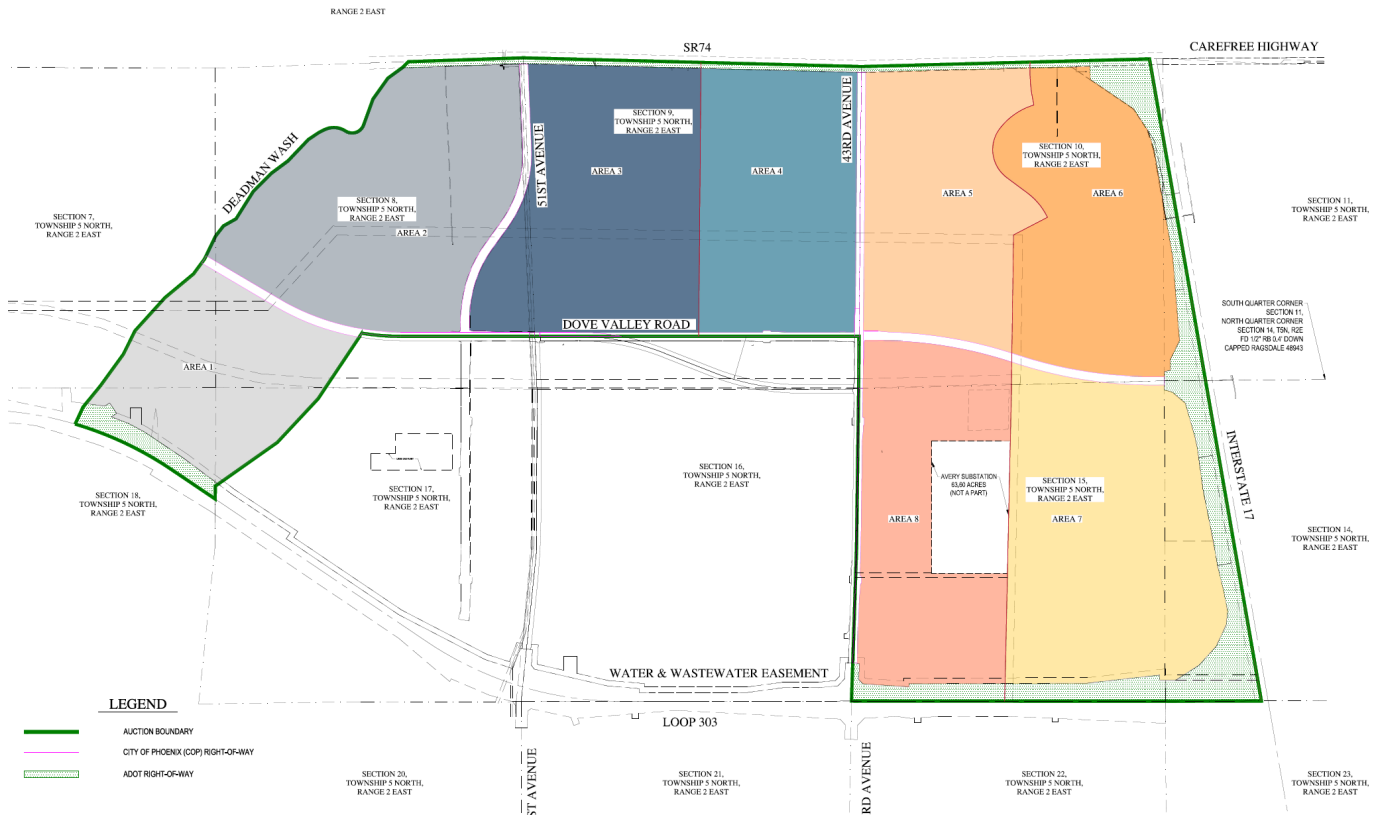 RANGE 2 EAST
SR74
CAREFREE HIGHWAY
DEADMAN WASH
51ST AVENUE
43RD AVENUE
SECTION 9,
TOWNSHIP 5 NORTH,
RANGE 2 EAST
SECTION 10,
TOWNSHIP 5 NORTH,
RANGE 2 EAST
AREA 3
AREA 4
AREA 5
AREA 6
SECTION 7,
TOWNSHIP 5 NORTH,
RANGE 2 EAST
SECTION 8,
TOWNSHIP 5 NORTH,
RANGE 2 EAST
AREA 2
SECTION 11,
TOWNSHIP 5 NORTH,
RANGE 2 EAST
SOUTH QUARTER CORNER
SECTION 11,
NORTH QUARTER CORNER
SECTION 14, T5N, R2E
FD 1/2" RB 0.4' DOWN
CAPPED RAGSDALE 48943
DOVE VALLEY ROAD
AREA 1
INTERSTATE 17
SECTION 18,
TOWNSHIP 5 NORTH,
RANGE 2 EAST
SECTION 17,
TOWNSHIP 5 NORTH,
RANGE 2 EAST
SECTION 16,
TOWNSHIP 5 NORTH,
RANGE 2 EAST
AVERY SUBSTATION
63.60 ACRES
(NOT A PART)
SECTION 15,
TOWNSHIP 5 NORTH,
RANGE 2 EAST
AREA 8
AREA 7
SECTION 14,
TOWNSHIP 5 NORTH,
RANGE 2 EAST
WATER & WASTEWATER EASEMENT
LOOP 303
LEGEND
AUCTION BOUNDARY
CITY OF PHOENIX (COP) RIGHT-OF-WAY
ADOT RIGHT-OF-WAY
SECTION 20,
TOWNSHIP 5 NORTH,
RANGE 2 EAST
ST AVENUE
SECTION 21,
TOWNSHIP 5 NORTH,
RANGE 2 EAST
RD AVENUE
SECTION 22,
TOWNSHIP 5 NORTH,
RANGE 2 EAST
SECTION 23,
TOWNSHIP 5 NORTH,
RANGE 2 EAST